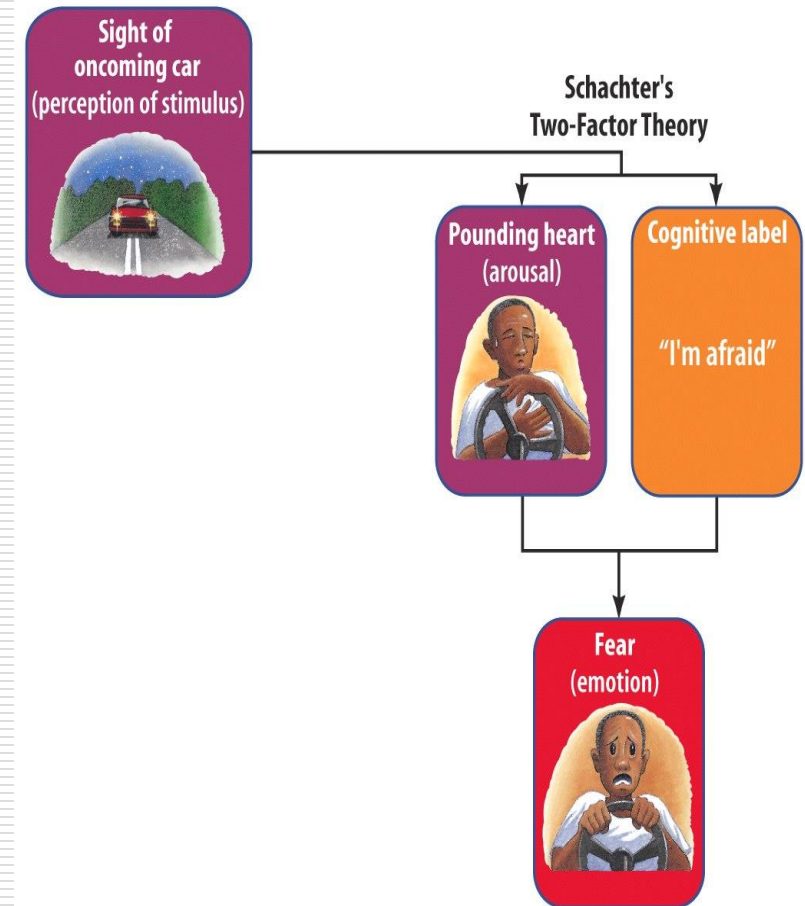 Sight of
oncoming car
(perception of stimulus)
Schachter's
Two-Factor Theory
Pounding heart
(arousal)
Cognitive label
“I'm afraid”
Fear
(emotion)